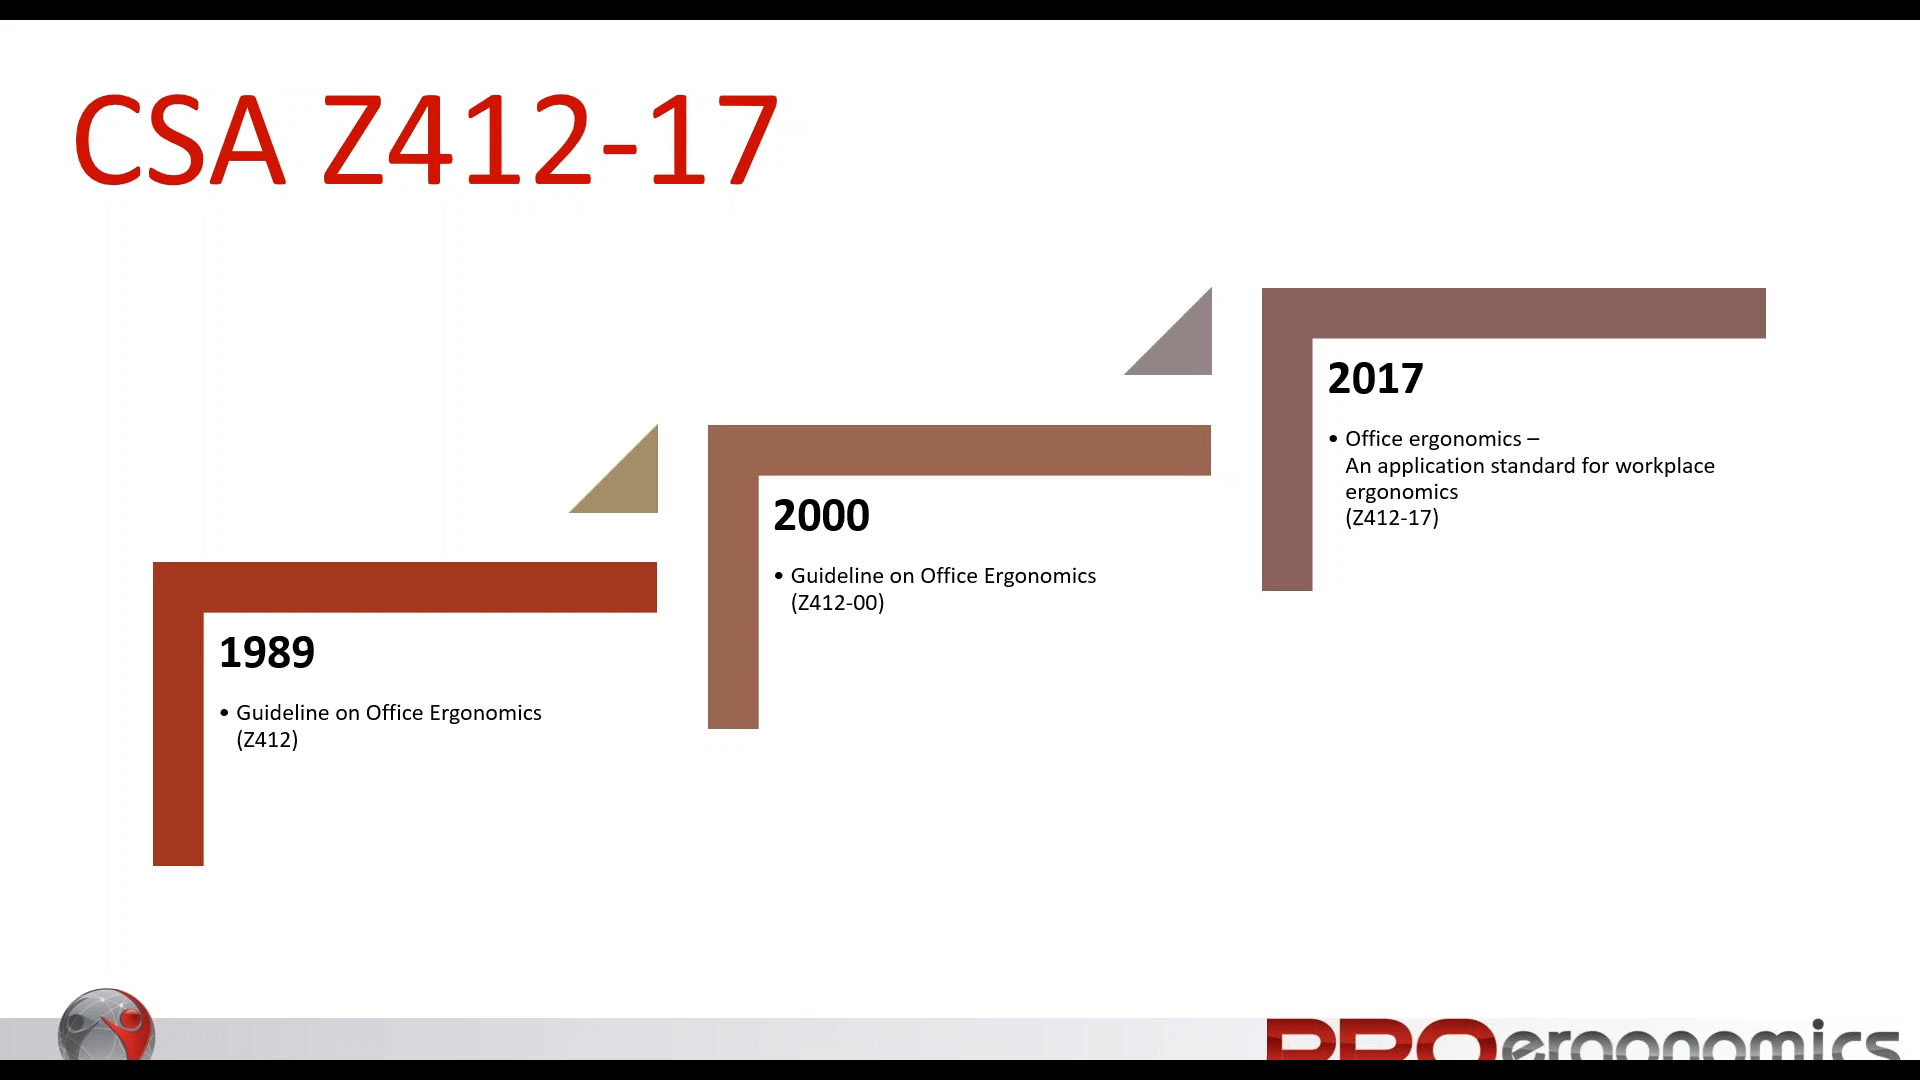 CSA Z412-17
1989
• Guideline on Office Ergonomics
(Z412)
2000
• Guideline on Office Ergonomics
(Z412-00)
2017
• Office ergonomics –
An application standard for workplace
ergonomics
(Z412-17)
PROergonomics